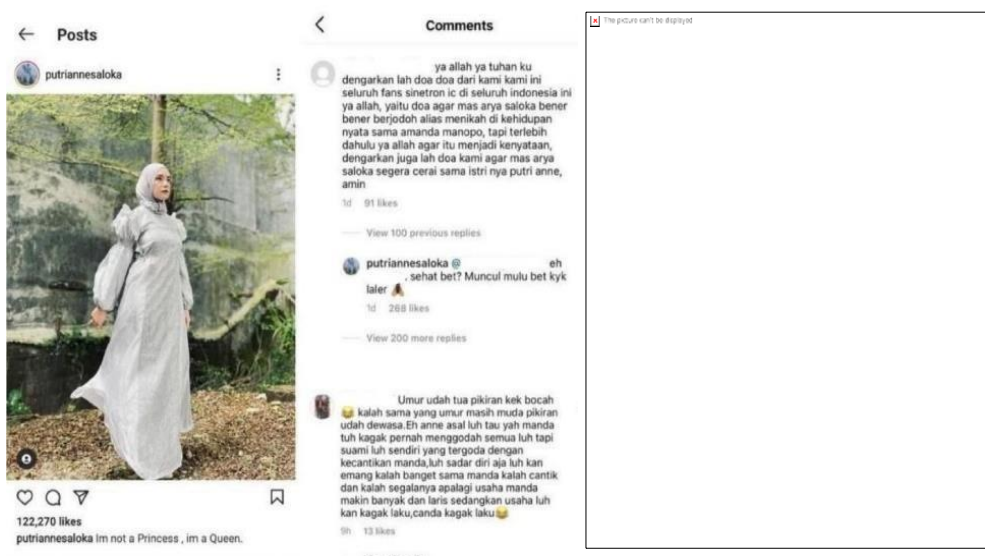 Posts
putriannesaloka
122,270 likes
putriannesaloka Im not a Princess , im a Queen.
Comments
ya allah ya tuhan ku
dengarkan lah doa doa dari kami kami ini
seluruh fans sinetron ic di seluruh indonesia ini
ya allah, yaitu doa agar mas arya saloka bener
bener berjodoh alias menikah di kehidupan
nyata sama amanda manopo, tapi terlebih
dahulu ya allah agar itu menjadi kenyataan,
dengarkan juga lah doa kami agar mas arya
saloka segera cerai sama istri nya putri anne,
amin
1d 91 likes
View 100 previous replies
putriannesaloka @ eh
, sehat bet? Muncul mulu bet kyk
laler
1d 268 likes
View 200 more replies
Umur udah tua pikiran kek bocah
😂 kalah sama yang umur masih muda pikiran
udah dewasa.Eh anne asal luh tau yah manda
tuh kagak pernah menggodah semua luh tapi
suami luh sendiri yang tergoda dengan
kecantikan manda,luh sadar diri aja luh kan
emang kalah banget sama manda kalah cantik
dan kalah segalanya apalagi usaha manda
makin banyak dan laris sedangkan usaha luh
kan kagak laku,canda kagak laku😂
9h 13 likes
The picture can't be displayed